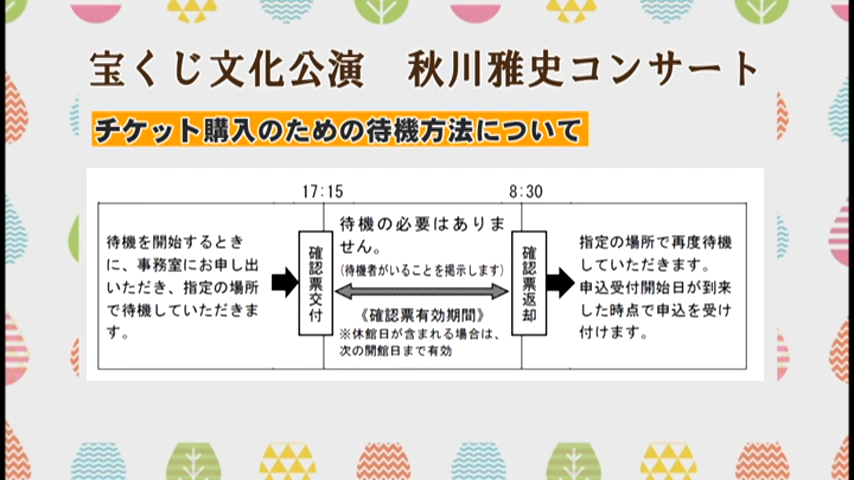 宝くじ文化公演　秋川雅史コンサート
チケット購入のための待機方法について
17:15
8:30
待機を開始するとき
に、事務室にお申し出
いただき、指定の場所
で待機していただきま
す。
確認票交付
待機の必要はありま
せん。
(待機者がいることを掲示します)
《確認票有効期間》
※休館日が含まれる場合は、
次の開館日まで有効
確認票返却
指定の場所で再度待機
していただきます。
申込受付開始日が到来
した時点で申込を受け
付けます。